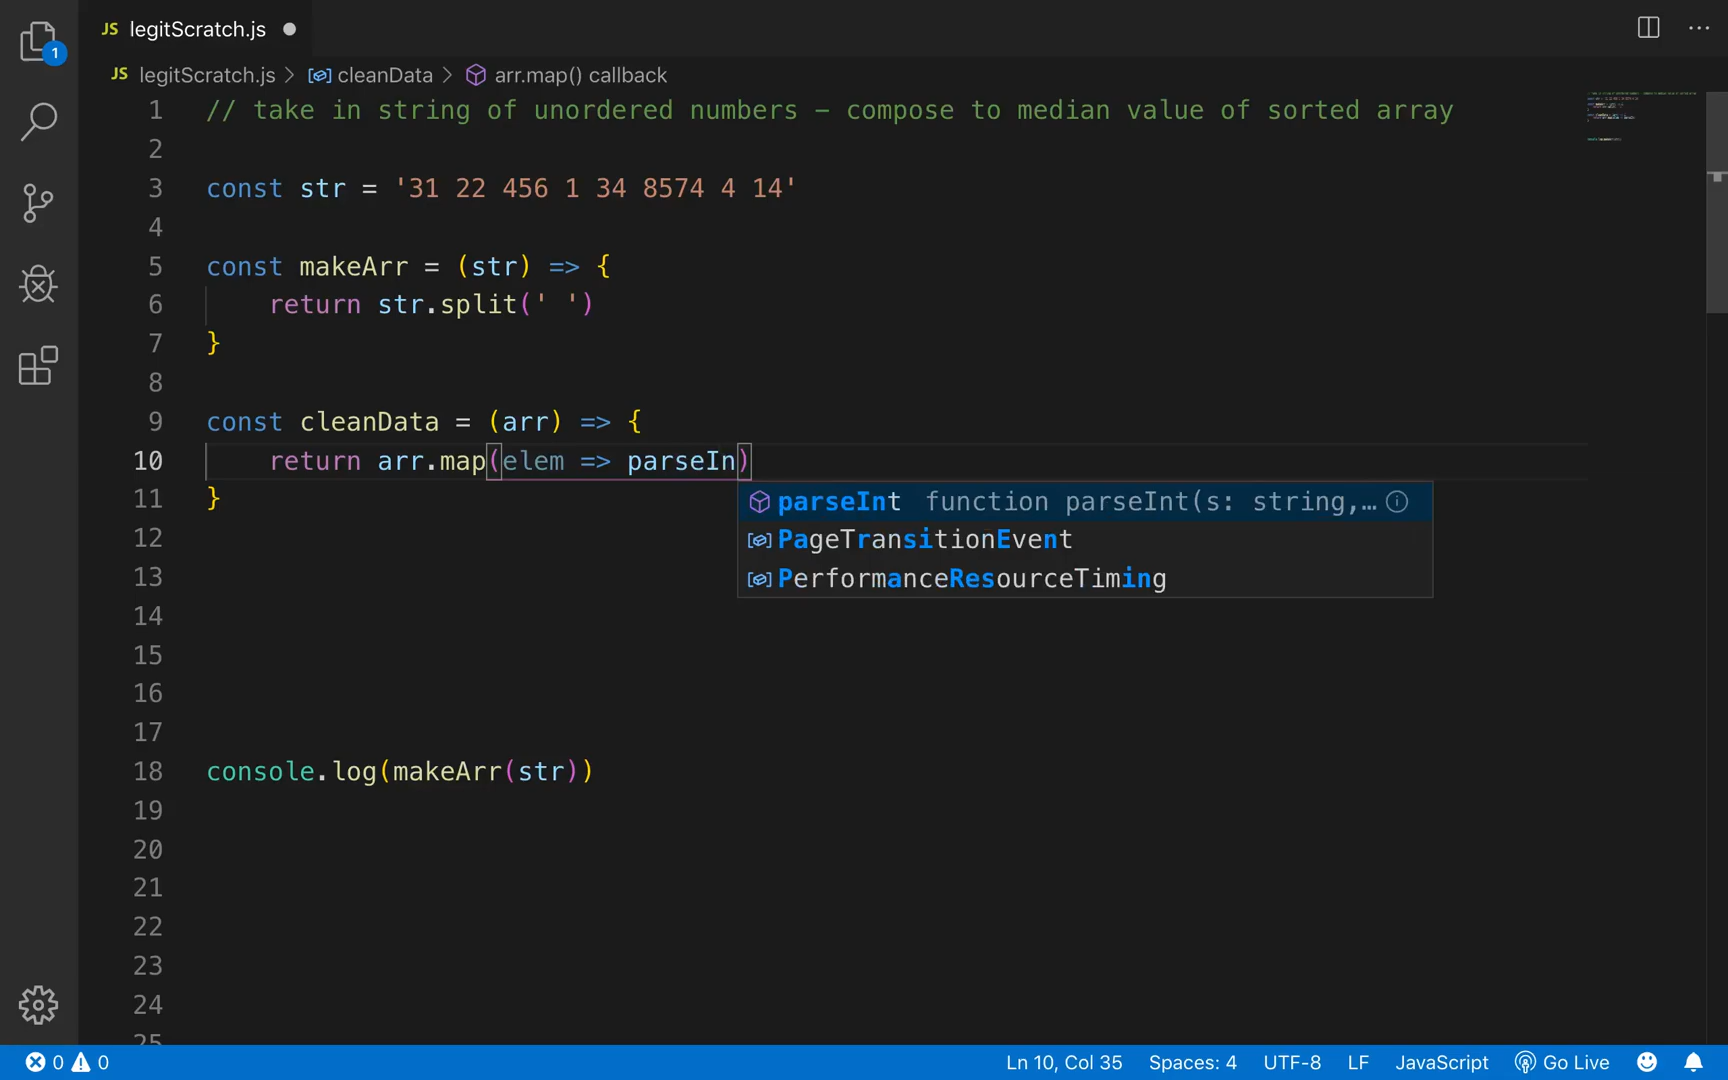 1
JS legitScratch.js
JS legitScratch.js > cleanData > arr.map() callback
1 // take in string of unordered numbers - compose to median value of sorted array
2
3 const str = '31 22 456 1 34 8574 4 14'
4
5 const makeArr = (str) => {
6 return str.split(' ')
7 }
8
9 const cleanData = (arr) => {
10 return arr.map(elem => parseIn)
parseInt function parseInt(s: string,…
11 }
PageTransitionEvent
12
PerformanceResourceTiming
13
14
15
16
17
18 console.log(makeArr(str))
19
20
21
22
23
24
25
0 0 Ln 10, Col 35 Spaces: 4 UTF-8 LF JavaScript Go Live